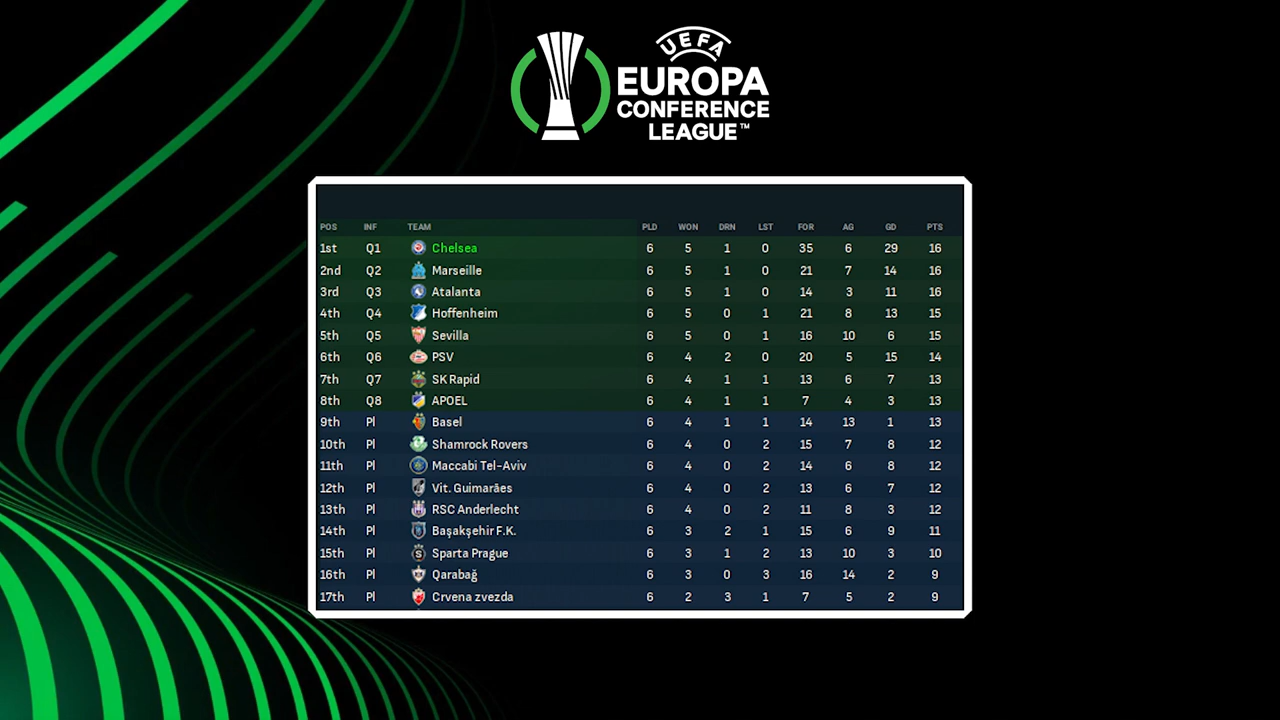 UEFA
EUROPA
CONFERENCE
LEAGUE™
POS INF TEAM PLD WON DRN LST FOR AG GD PTS
1st Q1 Chelsea 6 5 1 0 35 6 29 16
2nd Q2 Marseille 6 5 1 0 21 7 14 16
3rd Q3 Atalanta 6 5 1 0 14 3 11 16
4th Q4 Hoffenheim 6 5 0 1 21 8 13 15
5th Q5 Sevilla 6 5 0 1 16 10 6 15
6th Q6 PSV 6 4 2 0 20 5 15 14
7th Q7 SK Rapid 6 4 1 1 13 6 7 13
8th Q8 APOEL 6 4 1 1 7 4 3 13
9th Pl Basel 6 4 1 1 14 13 1 13
10th Pl Shamrock Rovers 6 4 0 2 15 7 8 12
11th Pl Maccabi Tel-Aviv 6 4 0 2 14 6 8 12
12th Pl Vit. Guimarães 6 4 0 2 13 6 7 12
13th Pl RSC Anderlecht 6 4 0 2 11 8 3 12
14th Pl Başakşehir F.K. 6 3 2 1 15 6 9 11
15th Pl Sparta Prague 6 3 1 2 13 10 3 10
16th Pl Qarabağ 6 3 0 3 16 14 2 9
17th Pl Crvena zvezda 6 2 3 1 7 5 2 9